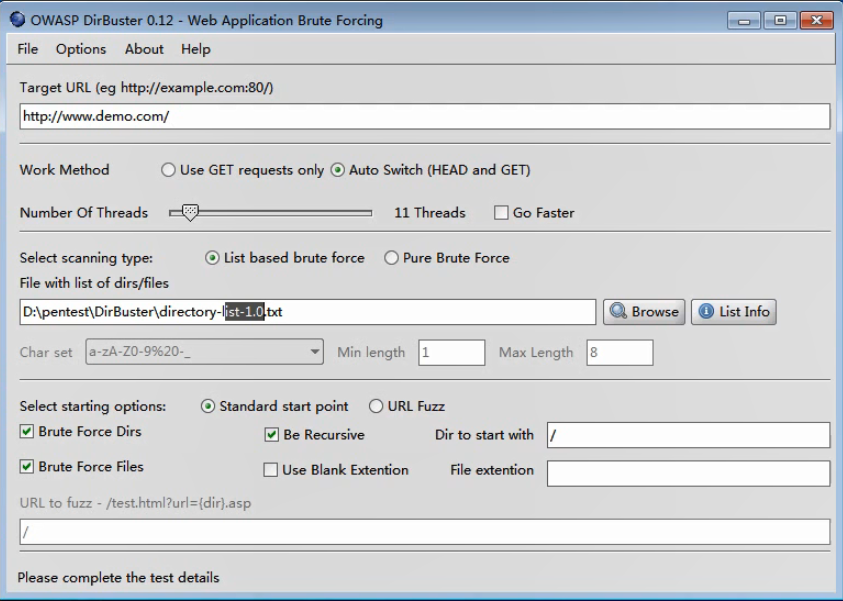 OWASP DirBuster 0.12 - Web Application Brute Forcing
File Options About Help
Target URL (eg http://example.com:80/)
http://www.demo.com/
Work Method Use GET requests only Auto Switch (HEAD and GET)
Number Of Threads 11 Threads Go Faster
Select scanning type: List based brute force Pure Brute Force
File with list of dirs/files
D:\pentest\DirBuster\directory-list-1.0.txt Browse List Info
Char set a-zA-Z0-9%20-_ Min length 1 Max Length 8
Select starting options: Standard start point URL Fuzz
Brute Force Dirs Be Recursive Dir to start with /
Brute Force Files Use Blank Extention File extention
URL to fuzz - /test.html?url={dir}.asp
/
Please complete the test details